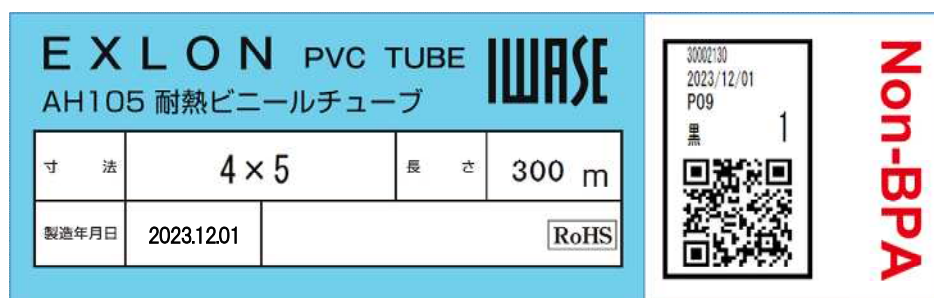 EXLON PVC TUBE IWASE
AH105 耐熱ビニールチューブ
寸 法 4×5 長 さ 300 m
製造年月日 2023.12.01 RoHS
30002130
2023/12/01
P09
黒 1
Non-BPA